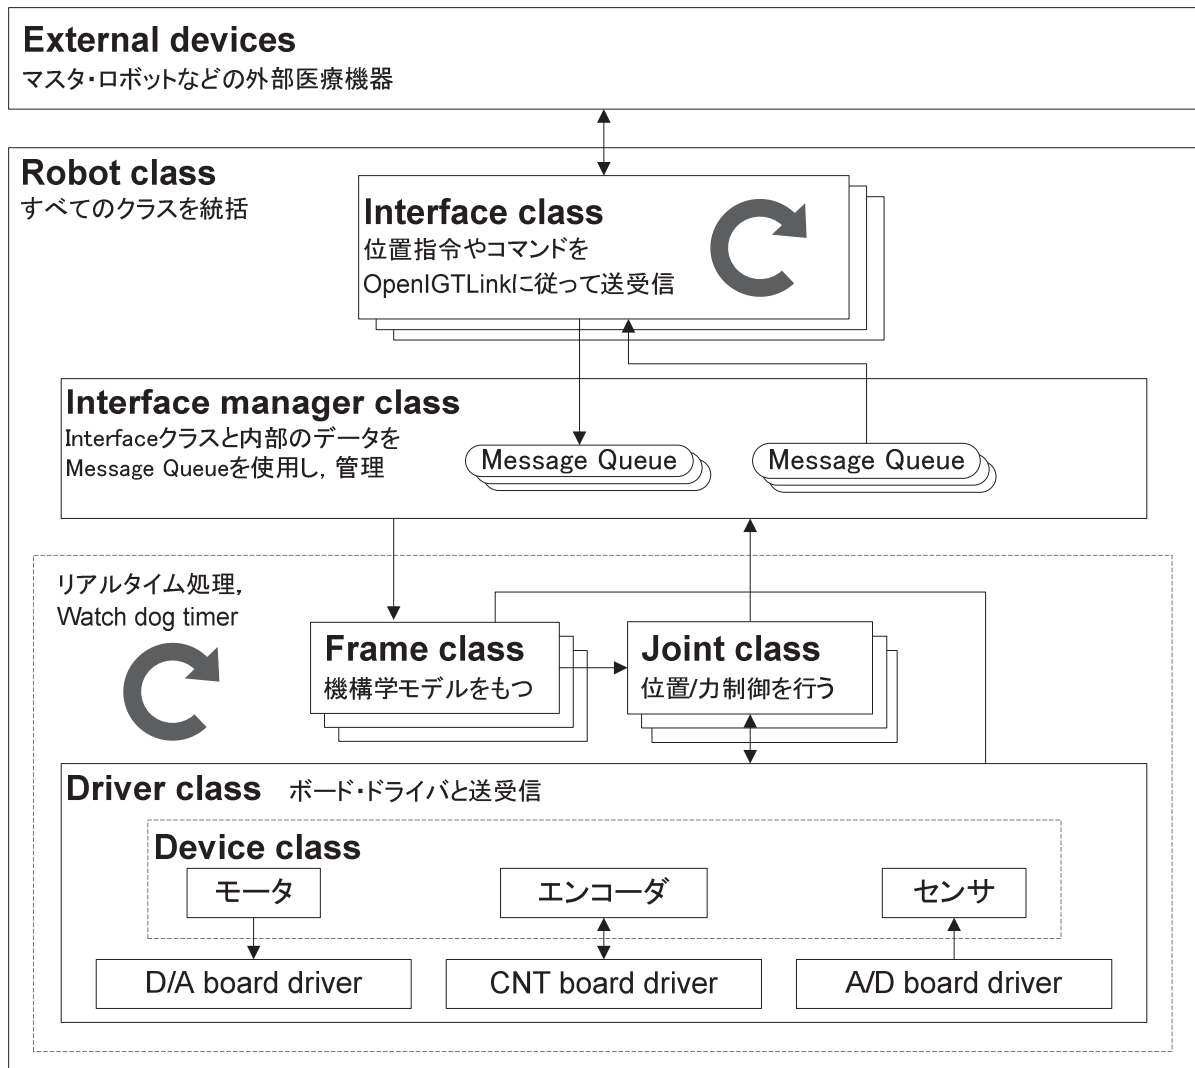 External devices
マスタ・ロボットなどの外部医療機器
Robot class
すべてのクラスを統括
Interface class
位置指令やコマンドを
OpenIGTLinkに従って送受信
Interface manager class
Interfaceクラスと内部のデータを
Message Queueを使用し，管理
Message Queue
Message Queue
リアルタイム処理，
Watch dog timer
Frame class
機構学モデルをもつ
Joint class
位置/力制御を行う
Driver class ボード・ドライバと送受信
Device class
モータ
エンコーダ
センサ
D/A board driver
CNT board driver
A/D board driver